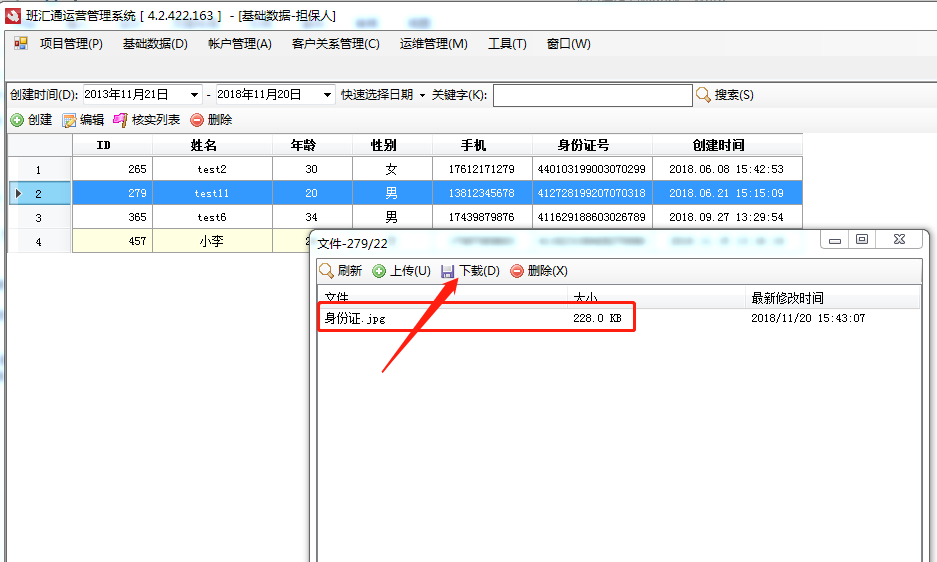 班汇通运营管理系统 [ 4.2.422.163 ] - [基础数据-担保人]
项目管理(P) 基础数据(D) 帐户管理(A) 客户关系管理(C) 运维管理(M) 工具(T) 窗口(W)
创建时间(D): 2013年11月21日 - 2018年11月20日 快速选择日期 关键字(K): 搜索(S)
创建 编辑 核实列表 删除
ID 姓名 年龄 性别 手机 身份证号 创建时间
1 265 test2 30 女 17612171279 440103199003070299 2018.06.08 15:42:53
2 279 test11 20 男 13812345678 412728199207070318 2018.06.21 15:15:09
3 365 test6 34 男 17439879876 411629188603026789 2018.09.27 13:29:54
4 457 小李
文件-279/22
刷新 上传(U) 下载(D) 删除(X)
文件 大小 最新修改时间
身份证.jpg 228.0 KB 2018/11/20 15:43:07